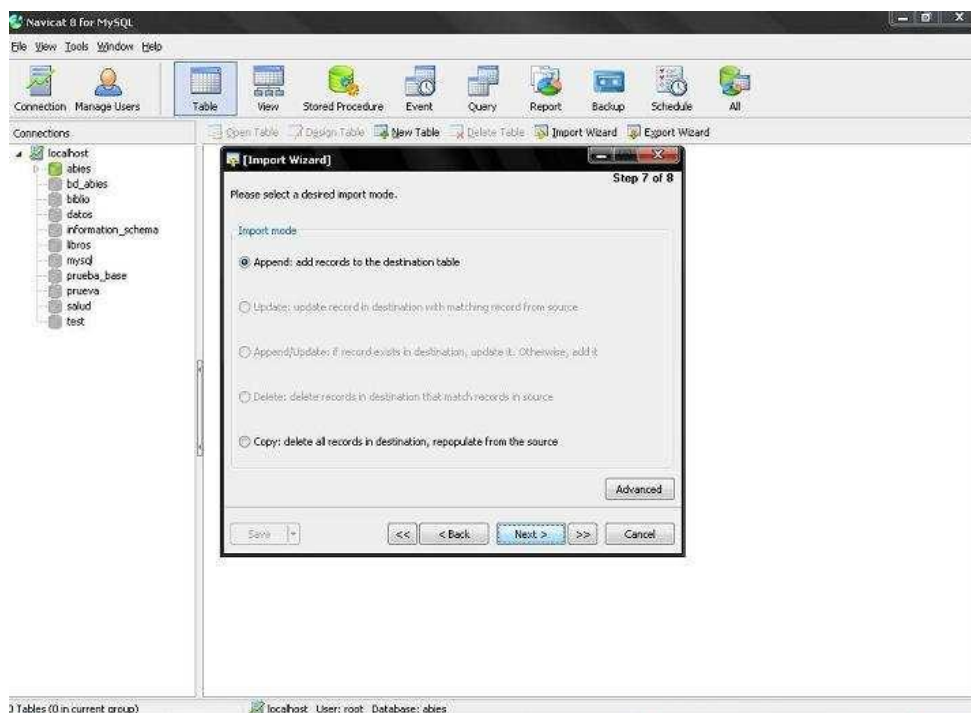 Navicat 8 for MySQL
File View Tools Window Help
Connection Manage Users Table View Stored Procedure Event Query Report Backup Schedule All
Connections
Open Table Design Table New Table Delete Table Import Wizard Export Wizard
localhost
abies
bd_abies
biblio
datos
information_schema
libros
mysql
prueba_base
prueva
salud
test
[Import Wizard]
Step 7 of 8
Please select a desired import mode.
Import mode
Append: add records to the destination table
Update: update record in destination with matching record from source
Append/Update: if record exists in destination, update it. Otherwise, add it
Delete: delete records in destination that match records in source
Copy: delete all records in destination, repopulate from the source
Advanced
Save << < Back Next > >> Cancel
0 Tables (0 in current group) localhost User: root Database: abies